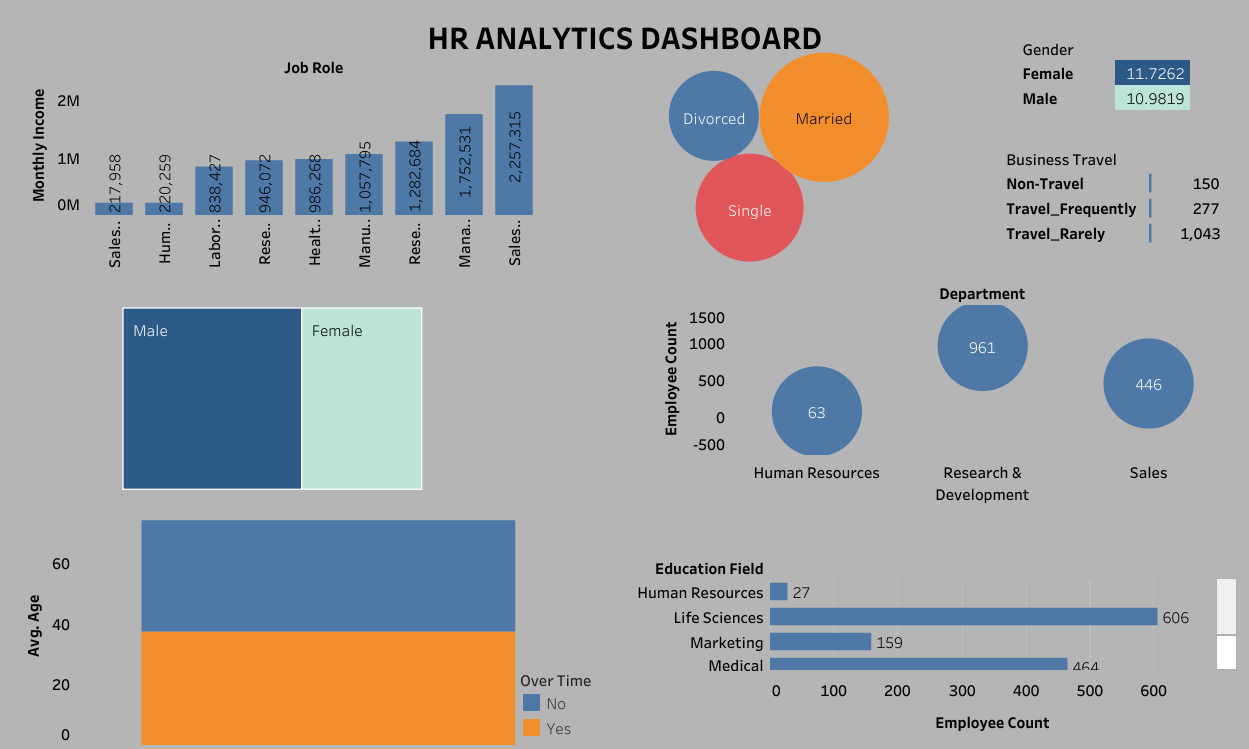 HR ANALYTICS DASHBOARD
Job Role
Monthly Income
2M
1M
0M
217,958
220,259
838,427
946,072
986,268
1,057,795
1,282,684
1,752,531
2,257,315
Sales..
Hum..
Labor..
Rese..
Healt..
Manu..
Rese..
Mana..
Sales..
Divorced
Married
Single
Gender
Female 11.7262
Male 10.9819
Business Travel
Non-Travel 150
Travel_Frequently 277
Travel_Rarely 1,043
Male
Female
Department
Employee Count
1500
1000
500
0
-500
63
961
446
Human Resources
Research &
Development
Sales
Avg. Age
60
40
20
0
Over Time
No
Yes
Education Field
Human Resources 27
Life Sciences 606
Marketing 159
Medical 464
0 100 200 300 400 500 600
Employee Count